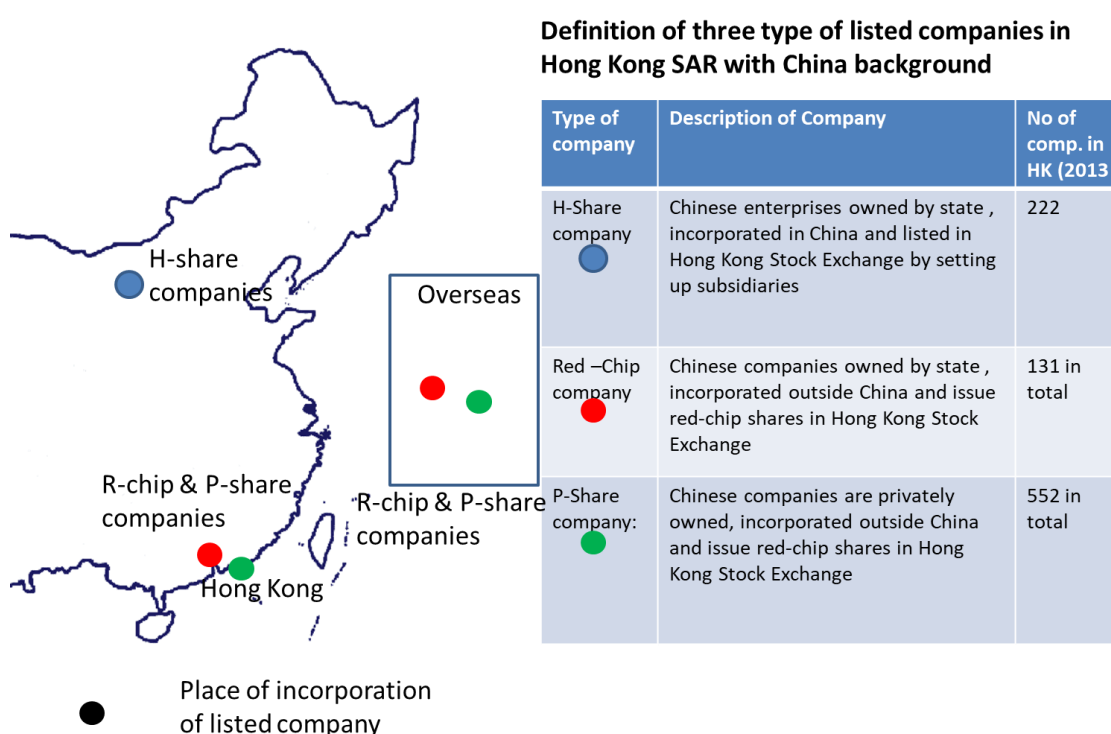 Definition of three type of listed companies in
Hong Kong SAR with China background
Type of
company
Description of Company
No of
comp. in
HK (2013
H-Share
company
Chinese enterprises owned by state ,
incorporated in China and listed in
Hong Kong Stock Exchange by setting
up subsidiaries
222
Red –Chip
company
Chinese companies owned by state ,
incorporated outside China and issue
red-chip shares in Hong Kong Stock
Exchange
131 in
total
P-Share
company:
Chinese companies are privately
owned, incorporated outside China
and issue red-chip shares in Hong
Kong Stock Exchange
552 in
total
H-share
companies
Overseas
R-chip & P-share
companies
R-chip & P-share
companies
Hong Kong
Place of incorporation
of listed company